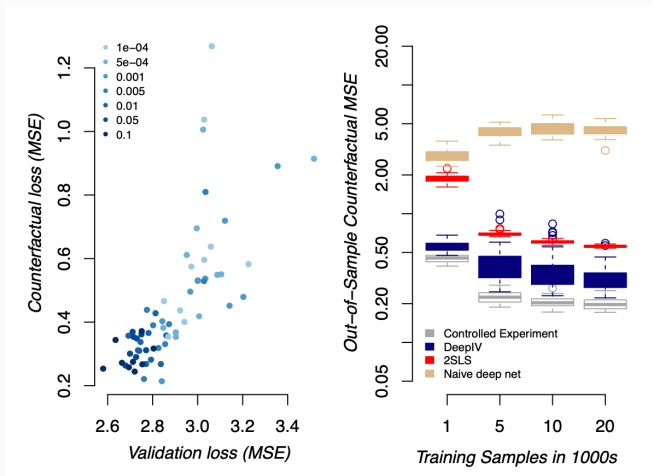 Counterfactual loss (MSE)
0.2 0.4 0.6 0.8 1.0 1.2
1e−04
5e−04
0.001
0.005
0.01
0.05
0.1
2.6 2.8 3.0 3.2 3.4
Validation loss (MSE)
Out−of−Sample Counterfactual MSE
0.05 0.20 0.50 2.00 5.00 20.00
Controlled Experiment
DeepIV
2SLS
Naive deep net
1 5 10 20
Training Samples in 1000s